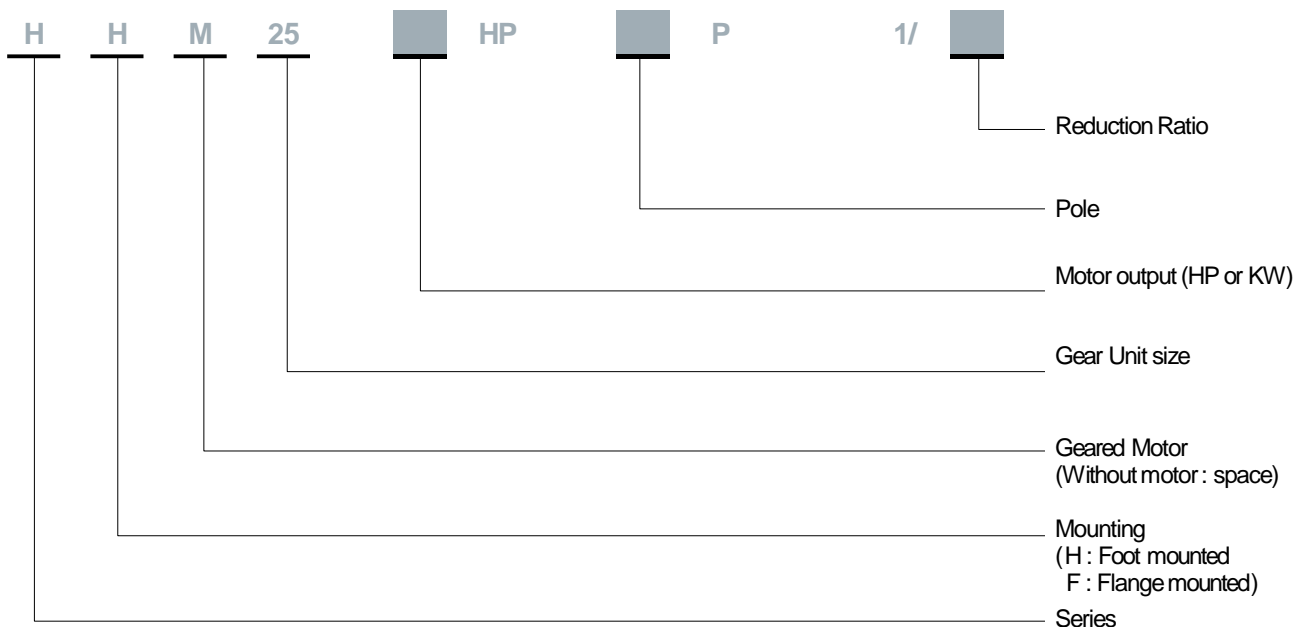 H H M 25 HP P 1/
Reduction Ratio
Pole
Motor output (HP or KW)
Gear Unit size
Geared Motor
(Without motor : space)
Mounting
(H : Foot mounted
F : Flange mounted)
Series